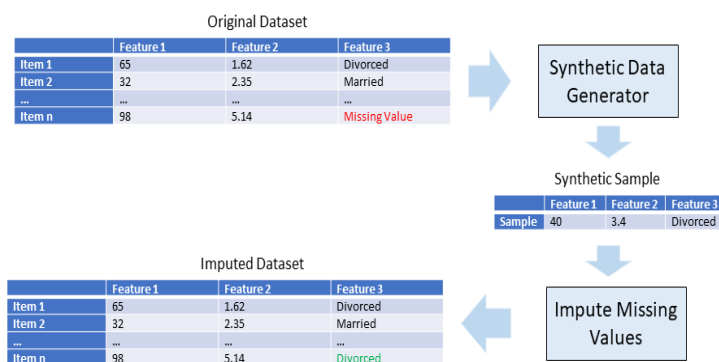 Original Dataset
Feature 1 Feature 2 Feature 3
Item 1 65 1.62 Divorced
Item 2 32 2.35 Married
... ... ... ...
Item n 98 5.14 Missing Value
Synthetic Data
Generator
Synthetic Sample
Feature 1 Feature 2 Feature 3
Sample 40 3.4 Divorced
Impute Missing
Values
Imputed Dataset
Feature 1 Feature 2 Feature 3
Item 1 65 1.62 Divorced
Item 2 32 2.35 Married
... ... ... ...
Item n 98 5.14 Divorced